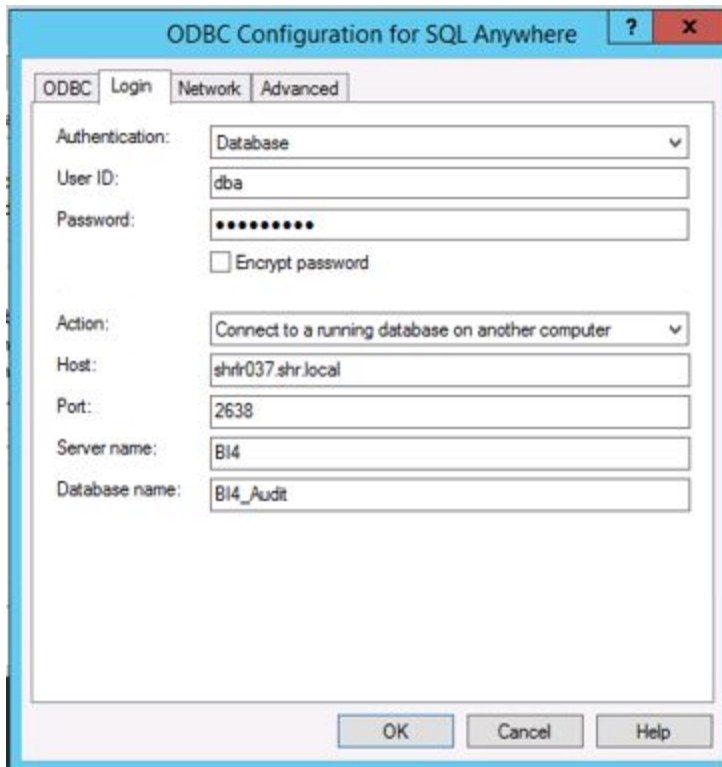 ODBC Configuration for SQL Anywhere ? x
ODBC Login Network Advanced
Authentication: Database
User ID: dba
Password: •••••••••
Encrypt password
Action: Connect to a running database on another computer
Host: shrlr037.shr.local
Port: 2638
Server name: BI4
Database name: BI4_Audit
OK Cancel Help